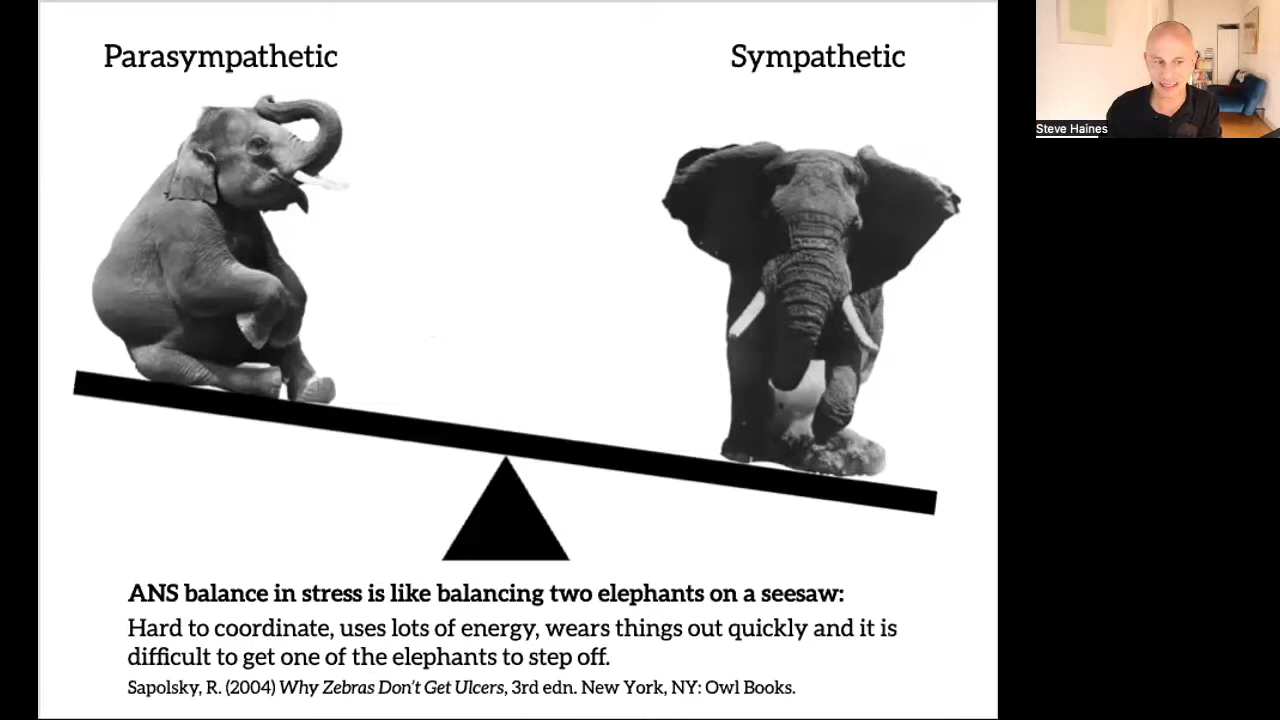 Parasympathetic
Sympathetic
Steve Haines
ANS balance in stress is like balancing two elephants on a seesaw:
Hard to coordinate, uses lots of energy, wears things out quickly and it is
difficult to get one of the elephants to step off.
Sapolsky, R. (2004) Why Zebras Don't Get Ulcers, 3rd edn. New York, NY: Owl Books.